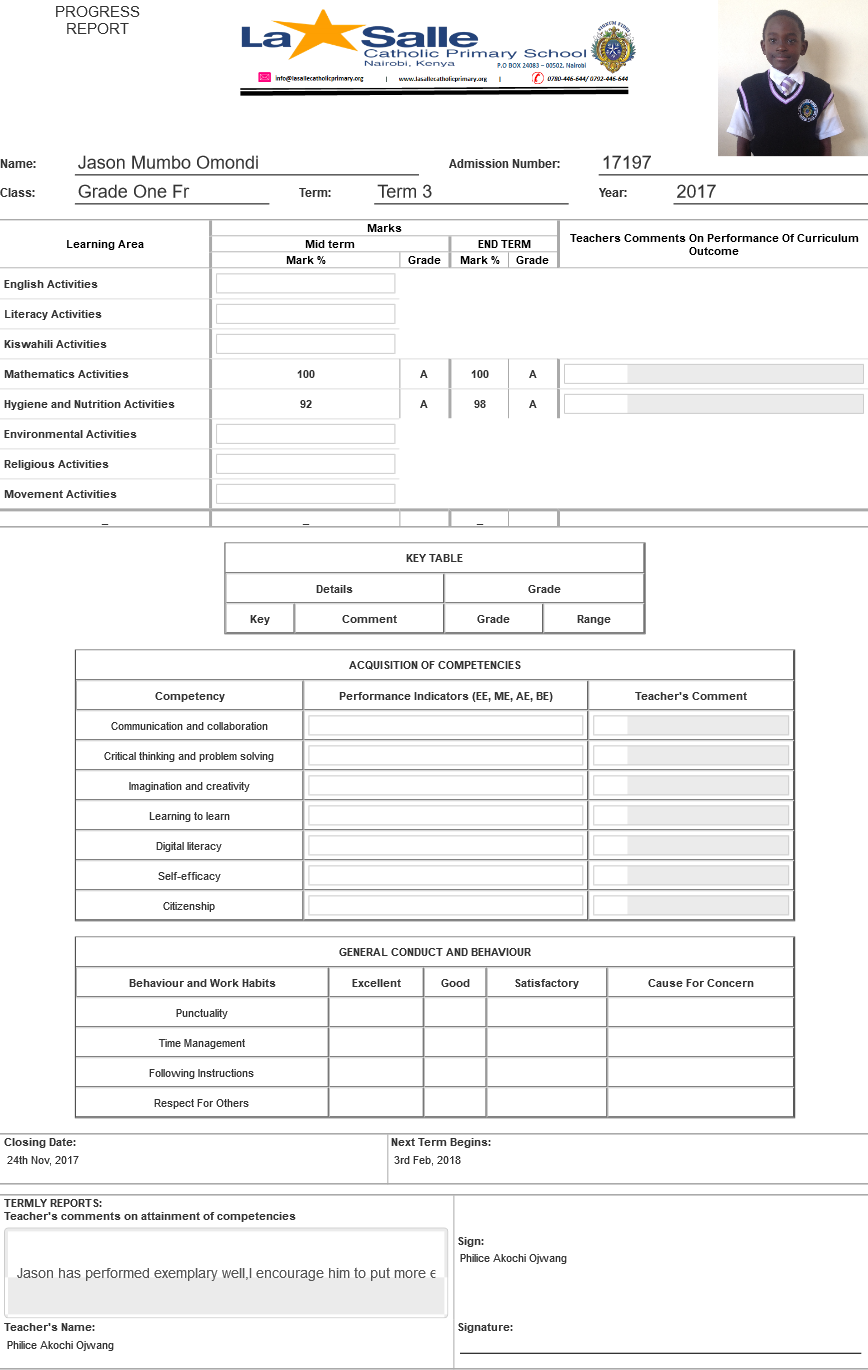 PROGRESS
REPORT
La Salle
Catholic Primary School
Nairobi, Kenya
P.O BOX 24083 – 00502, Nairobi
info@lasallecatholicprimary.org | www.lasallecatholicprimary.org | 0780-446-644/ 0792-446-644
Name: Jason Mumbo Omondi Admission Number: 17197
Class: Grade One Fr Term: Term 3 Year: 2017
Learning Area Marks Teachers Comments On Performance Of Curriculum Outcome
Mid term END TERM
Mark % Grade Mark % Grade
English Activities
Literacy Activities
Kiswahili Activities
Mathematics Activities 100 A 100 A
Hygiene and Nutrition Activities 92 A 98 A
Environmental Activities
Religious Activities
Movement Activities
– – –
KEY TABLE
Details Grade
Key Comment Grade Range
ACQUISITION OF COMPETENCIES
Competency Performance Indicators (EE, ME, AE, BE) Teacher's Comment
Communication and collaboration
Critical thinking and problem solving
Imagination and creativity
Learning to learn
Digital literacy
Self-efficacy
Citizenship
GENERAL CONDUCT AND BEHAVIOUR
Behaviour and Work Habits Excellent Good Satisfactory Cause For Concern
Punctuality
Time Management
Following Instructions
Respect For Others
Closing Date: Next Term Begins:
24th Nov, 2017 3rd Feb, 2018
TERMLY REPORTS:
Teacher's comments on attainment of competencies
Jason has performed exemplary well,I encourage him to put more
Sign:
Philice Akochi Ojwang
Teacher's Name: Signature:
Philice Akochi Ojwang